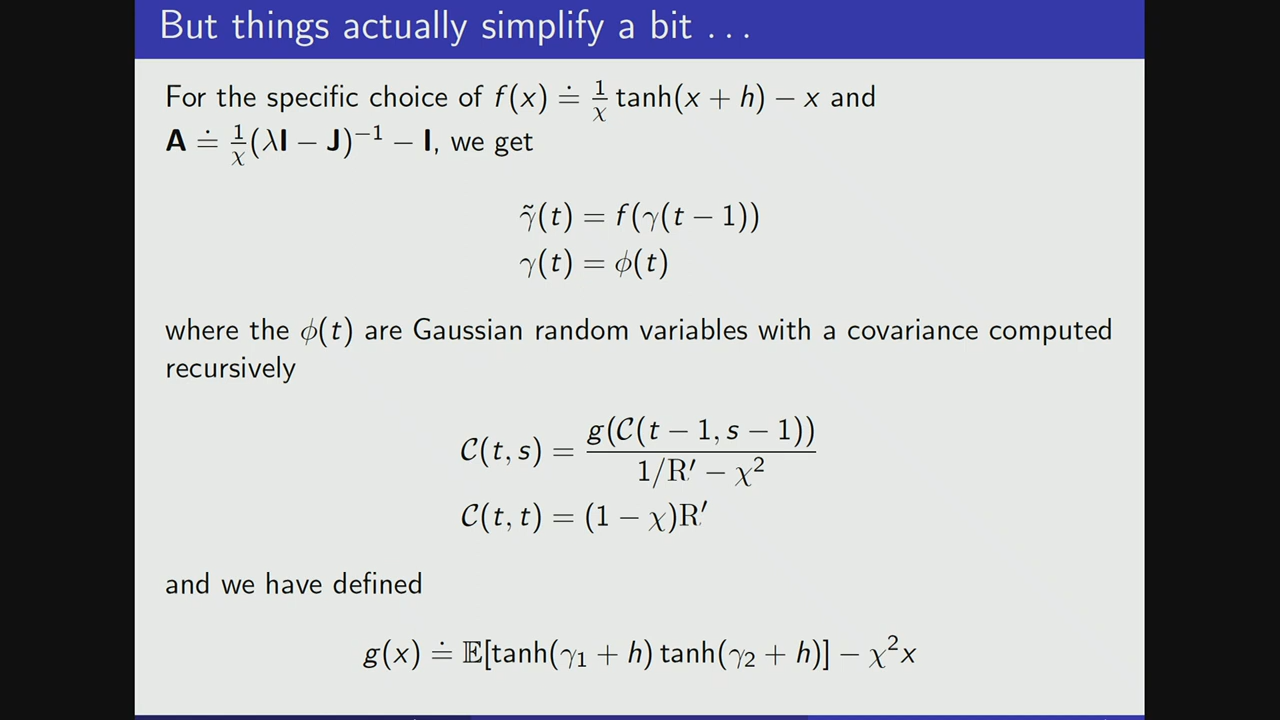 But things actually simplify a bit . . .
For the specific choice of f(x) ≐ 1/χ tanh(x + h) − x and
A ≐ 1/χ (λI − J)⁻¹ − I, we get
γ̃(t) = f(γ(t − 1))
γ(t) = ϕ(t)
where the ϕ(t) are Gaussian random variables with a covariance computed
recursively
𝒞(t, s) = g(𝒞(t − 1, s − 1)) / (1/R′ − χ²)
𝒞(t, t) = (1 − χ)R′
and we have defined
g(x) ≐ 𝔼[tanh(γ₁ + h) tanh(γ₂ + h)] − χ²x